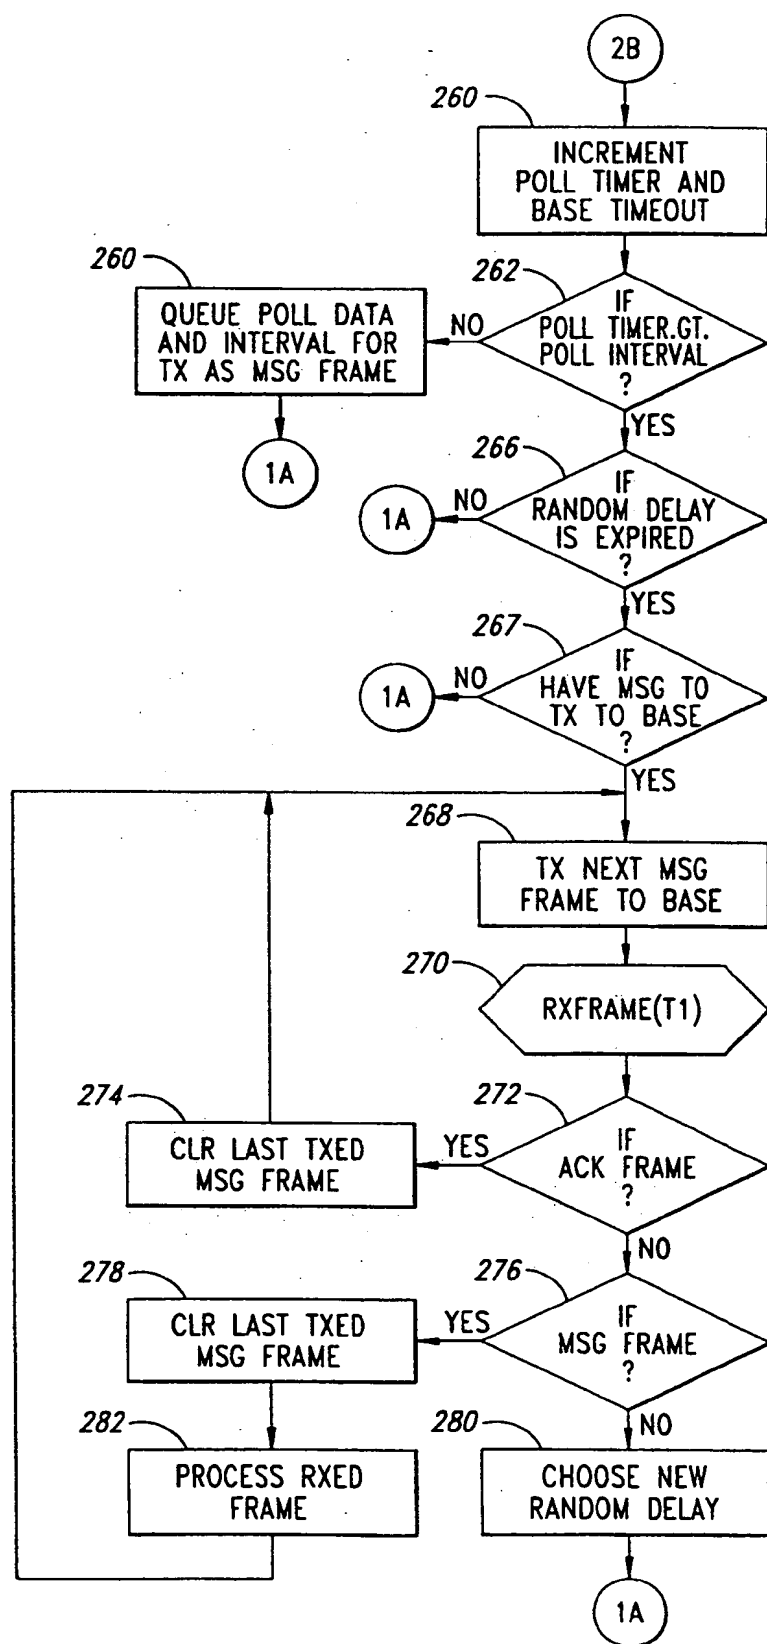 2B
260
INCREMENT
POLL TIMER AND
BASE TIMEOUT
260
QUEUE POLL DATA
AND INTERVAL FOR
TX AS MSG FRAME
1A
262
IF
POLL TIMER.GT.
POLL INTERVAL
?
NO
YES
266
IF
RANDOM DELAY
IS EXPIRED
?
NO
1A
YES
267
IF
HAVE MSG TO
TX TO BASE
?
NO
1A
YES
268
TX NEXT MSG
FRAME TO BASE
270
RXFRAME(T1)
272
IF
ACK FRAME
?
YES
274
CLR LAST TXED
MSG FRAME
NO
276
IF
MSG FRAME
?
YES
278
CLR LAST TXED
MSG FRAME
282
PROCESS RXED
FRAME
NO
280
CHOOSE NEW
RANDOM DELAY
1A